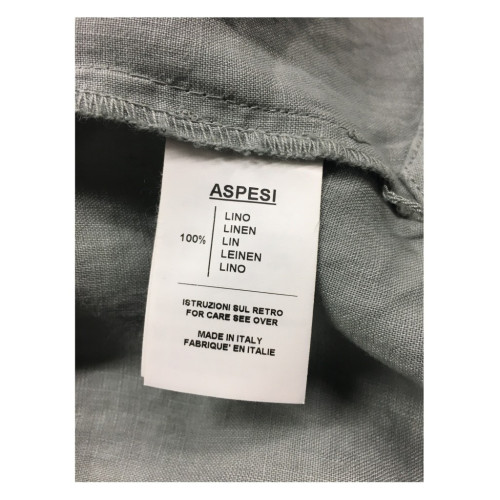 ASPESI
100%
LINO
LINEN
LIN
LEINEN
LINO
ISTRUZIONI SUL RETRO
FOR CARE SEE OVER
MADE IN ITALY
FABRIQUE' EN ITALIE